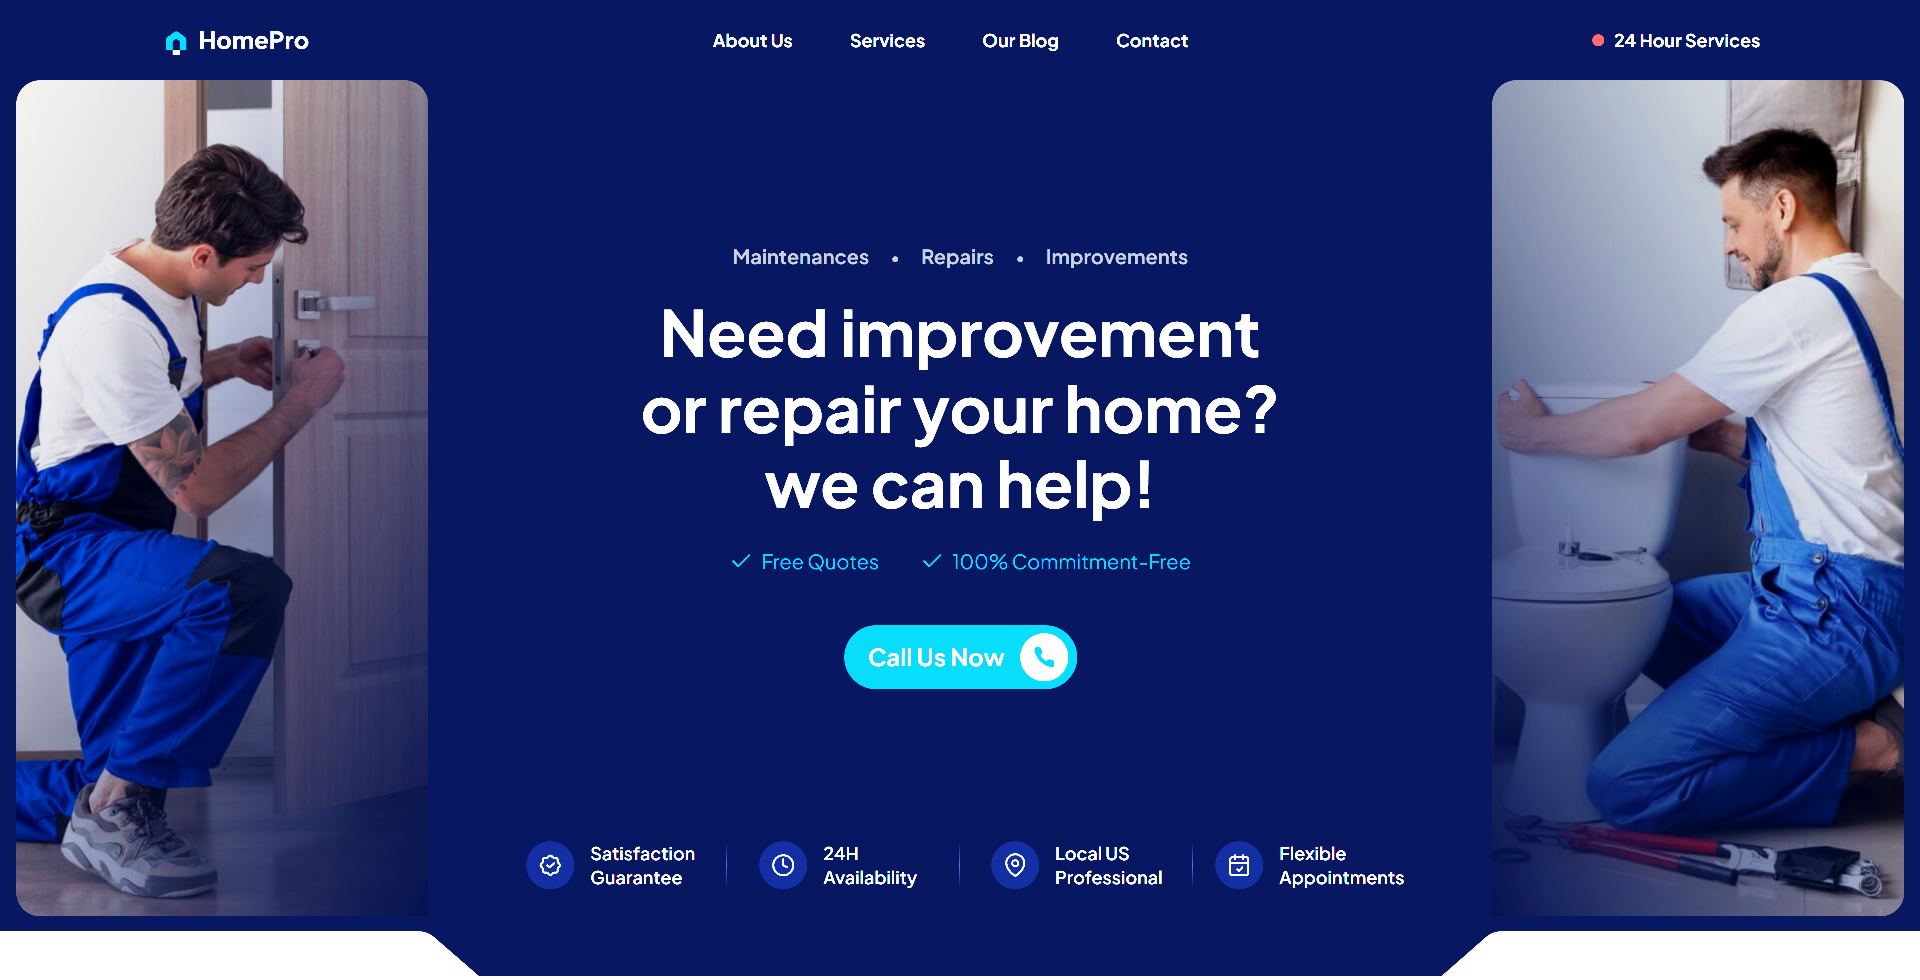 HomePro
About Us
Services
Our Blog
Contact
24 Hour Services
Maintenances • Repairs • Improvements
Need improvement
or repair your home?
we can help!
Free Quotes
100% Commitment-Free
Call Us Now
Satisfaction
Guarantee
24H
Availability
Local US
Professional
Flexible
Appointments